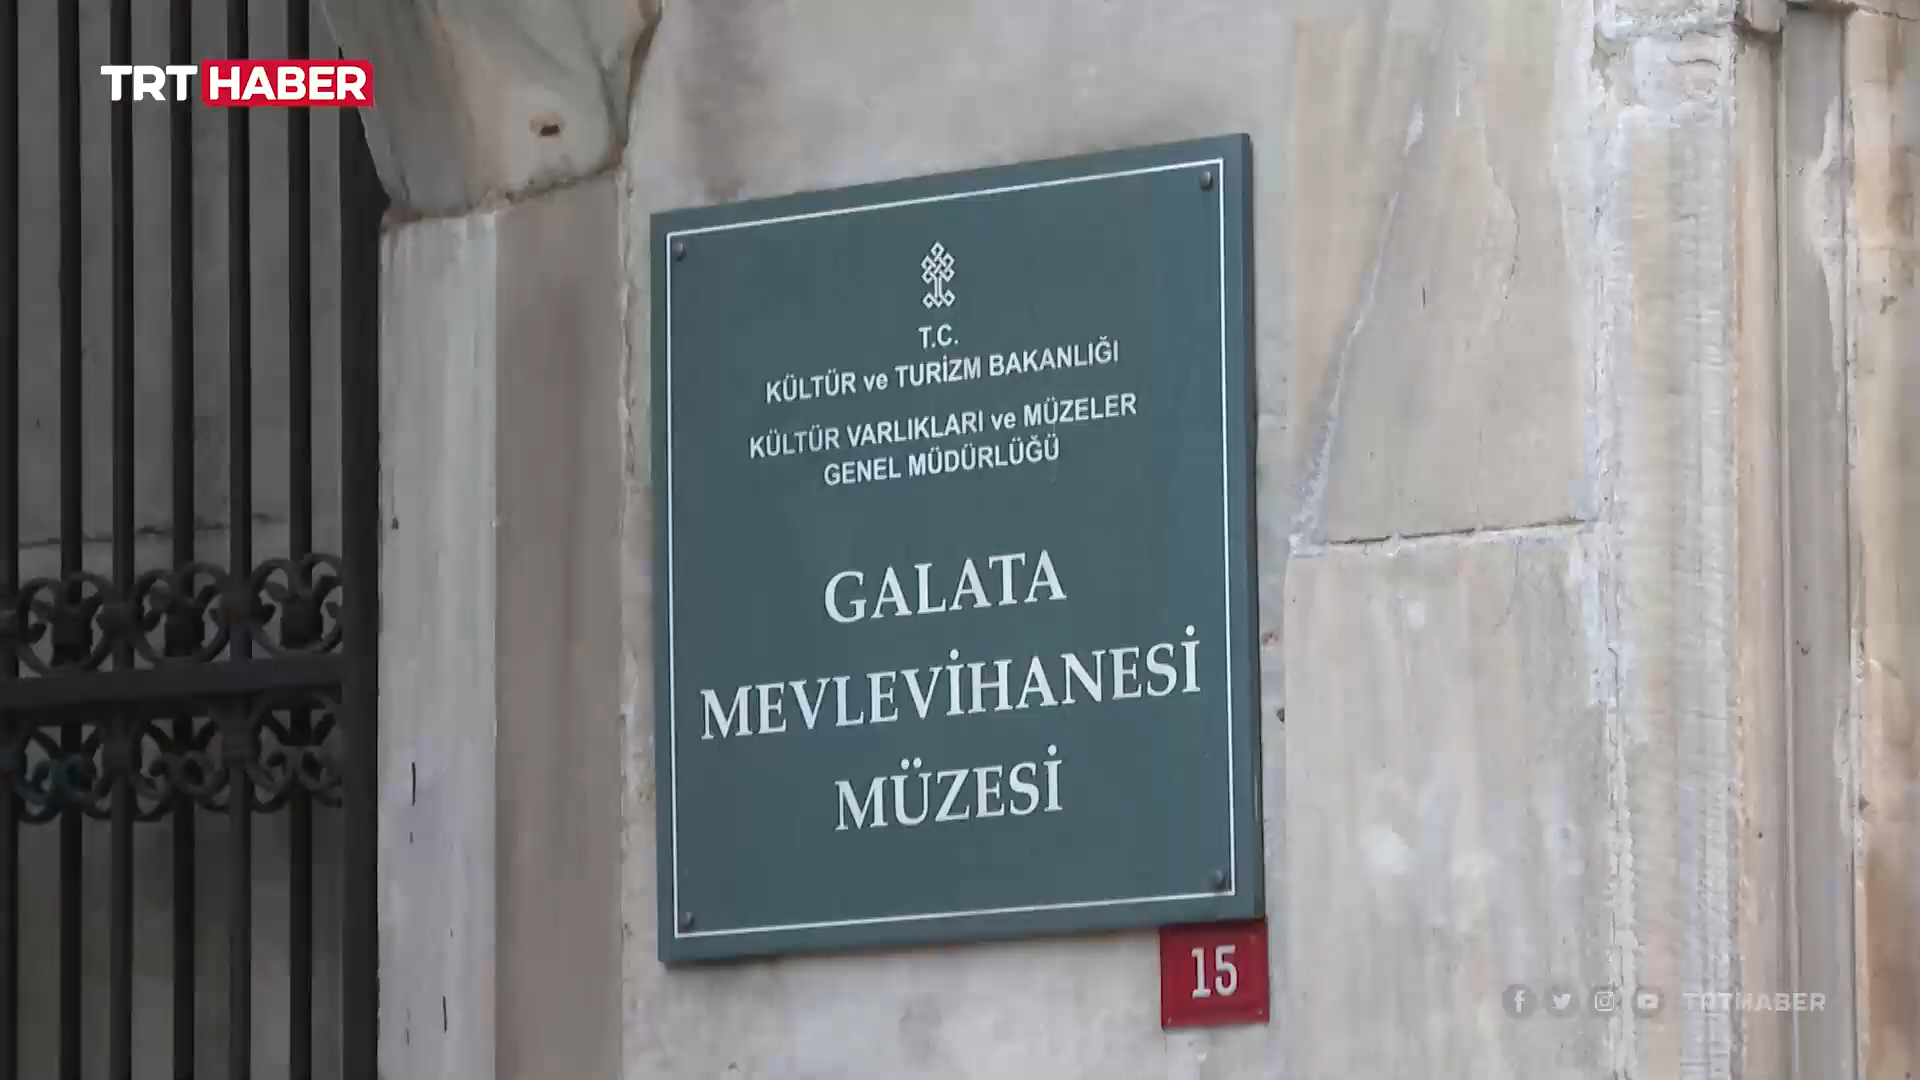 TRT HABER
T.C.
KÜLTÜR ve TURİZM BAKANLIĞI
KÜLTÜR VARLIKLARI ve MÜZELER
GENEL MÜDÜRLÜĞÜ
GALATA
MEVLEVİHANESİ
MÜZESİ
15
TRTHABER